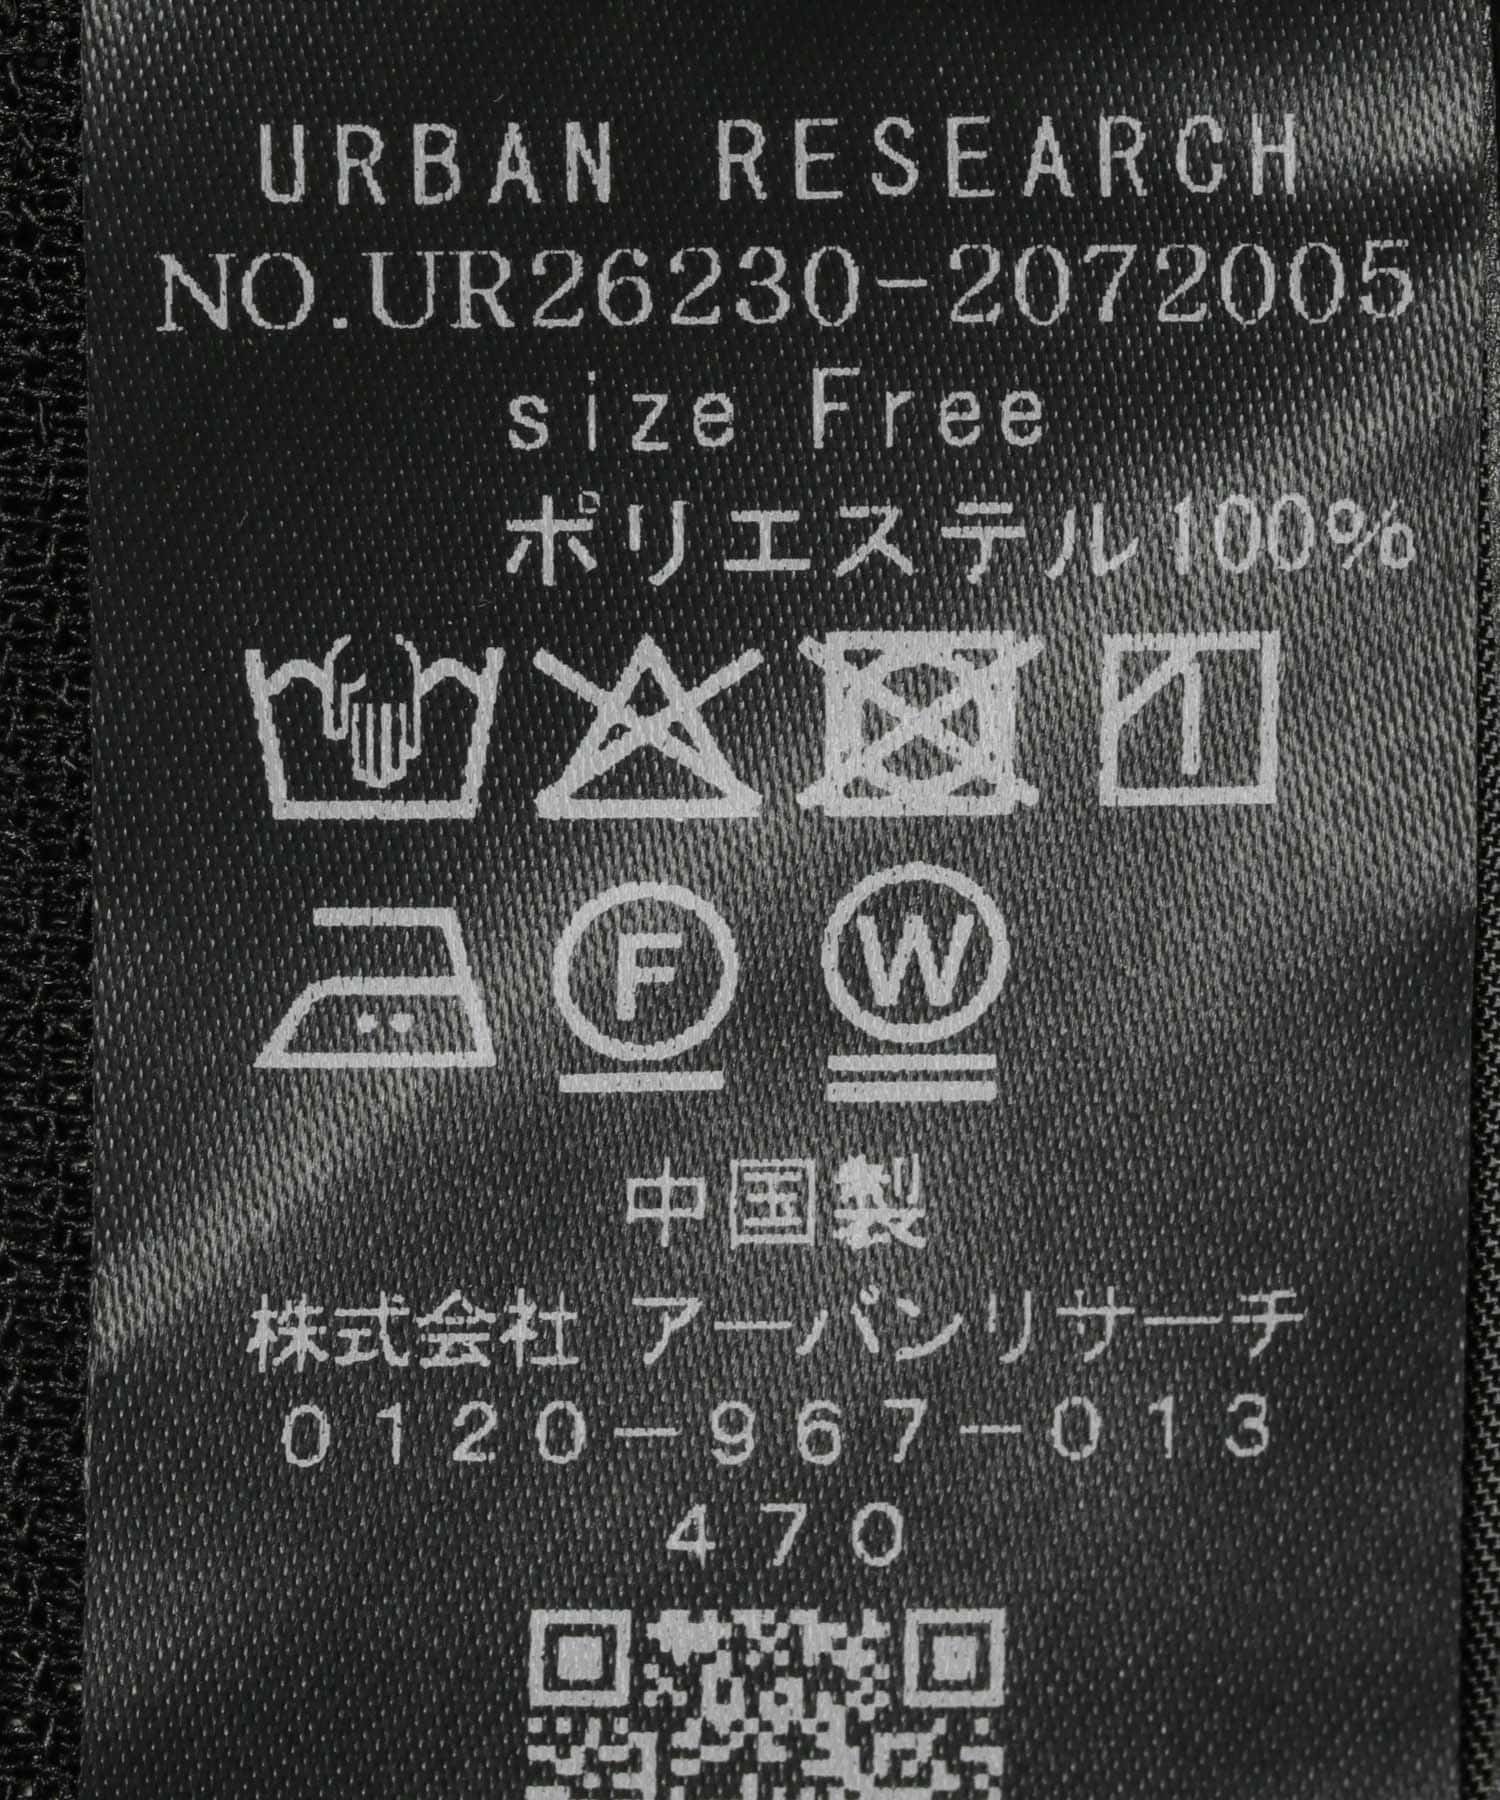 URBAN RESEARCH
NO.UR26230-2072005
size Free
ポリエステル100%
F W
中国製
株式会社 アーバンリサーチ
0120-967-013
470